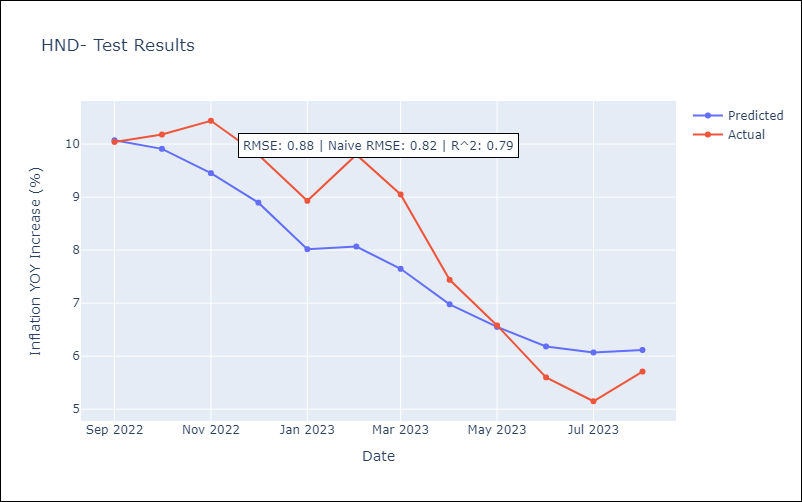 HND- Test Results
Predicted
Actual
RMSE: 0.88 | Naive RMSE: 0.82 | R^2: 0.79
Inflation YOY Increase (%)
10
9
8
7
6
5
Sep 2022
Nov 2022
Jan 2023
Mar 2023
May 2023
Jul 2023
Date